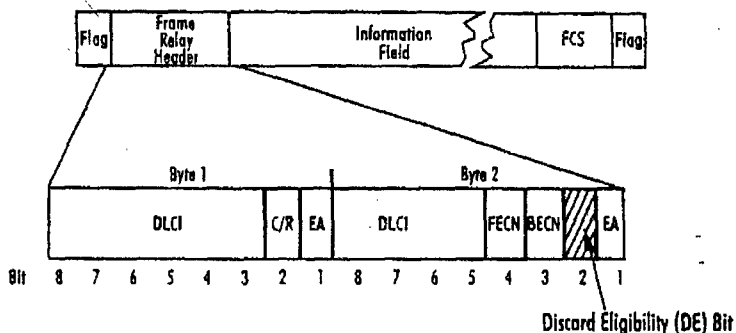 Flag
Frame
Relay
Header
Information
Field
FCS
Flag
Byte 1
Byte 2
DLCI
C/R
EA
DLCI
FECN
BECN
EA
Bit 8 7 6 5 4 3 2 1 8 7 6 5 4 3 2 1
Discard Eligibility (DE) Bit